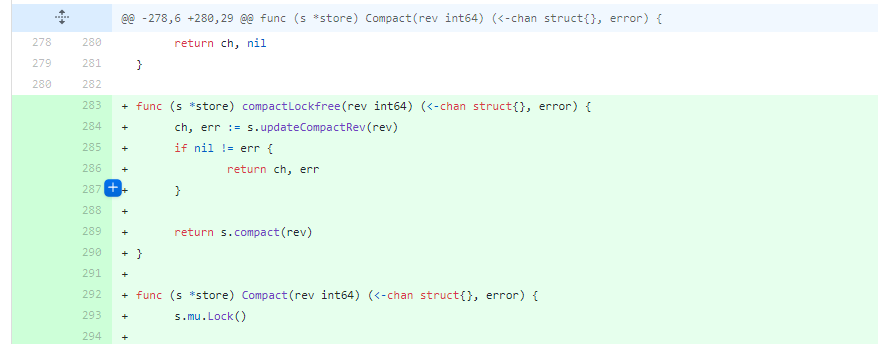 @@ -278,6 +280,29 @@ func (s *store) Compact(rev int64) (<-chan struct{}, error) {
278 280 return ch, nil
279 281 }
280 282
283 + func (s *store) compactLockfree(rev int64) (<-chan struct{}, error) {
284 + ch, err := s.updateCompactRev(rev)
285 + if nil != err {
286 + return ch, err
287 + }
288 +
289 + return s.compact(rev)
290 + }
291 +
292 + func (s *store) Compact(rev int64) (<-chan struct{}, error) {
293 + s.mu.Lock()
294 +